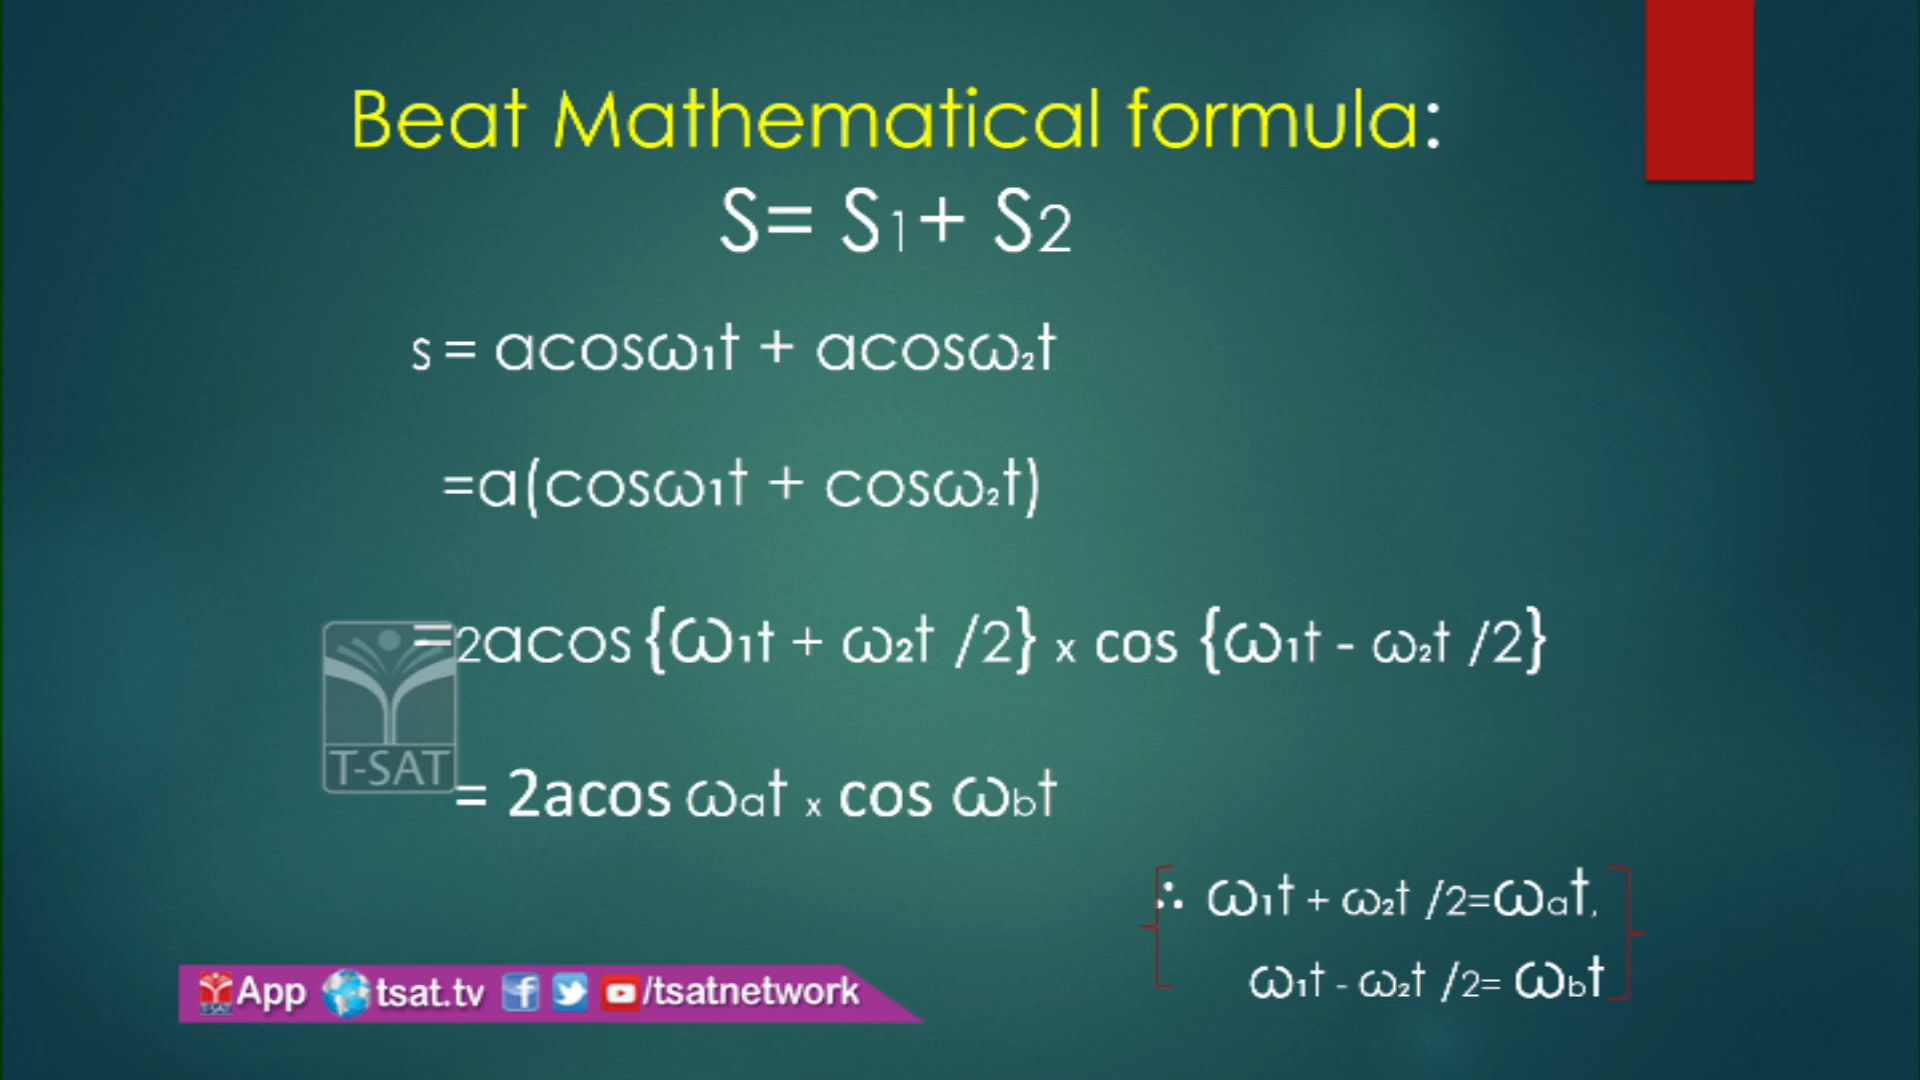 Beat Mathematical formula:
S= S1+ S2
s = acosω₁t + acosω₂t
=a(cosω₁t + cosω₂t)
=2acos{ω₁t + ω₂t /2} x cos {ω₁t - ω₂t /2}
T-SAT
= 2acos ωat x cos ωbt
∴ ω₁t + ω₂t /2=ωat,
ω₁t - ω₂t /2= ωbt
App tsat.tv /tsatnetwork